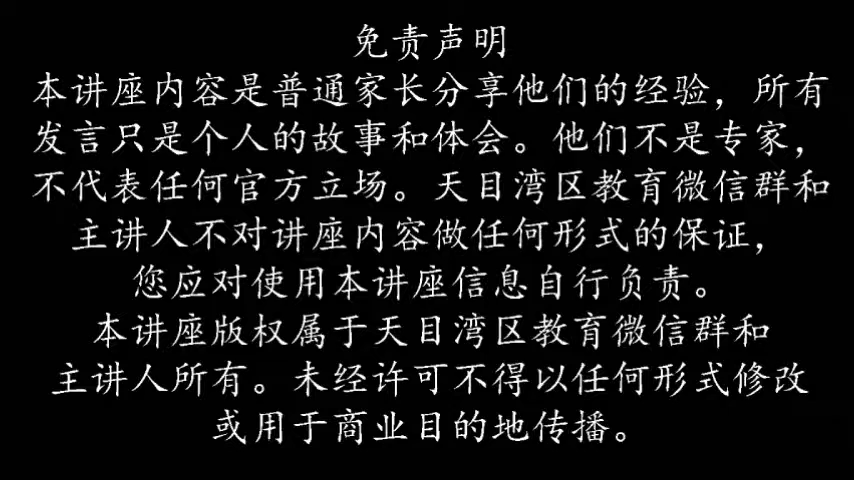 免责声明
本讲座内容是普通家长分享他们的经验，所有
发言只是个人的故事和体会。他们不是专家，
不代表任何官方立场。天目湾区教育微信群和
主讲人不对讲座内容做任何形式的保证，
您应对使用本讲座信息自行负责。
本讲座版权属于天目湾区教育微信群和
主讲人所有。未经许可不得以任何形式修改
或用于商业目的地传播。